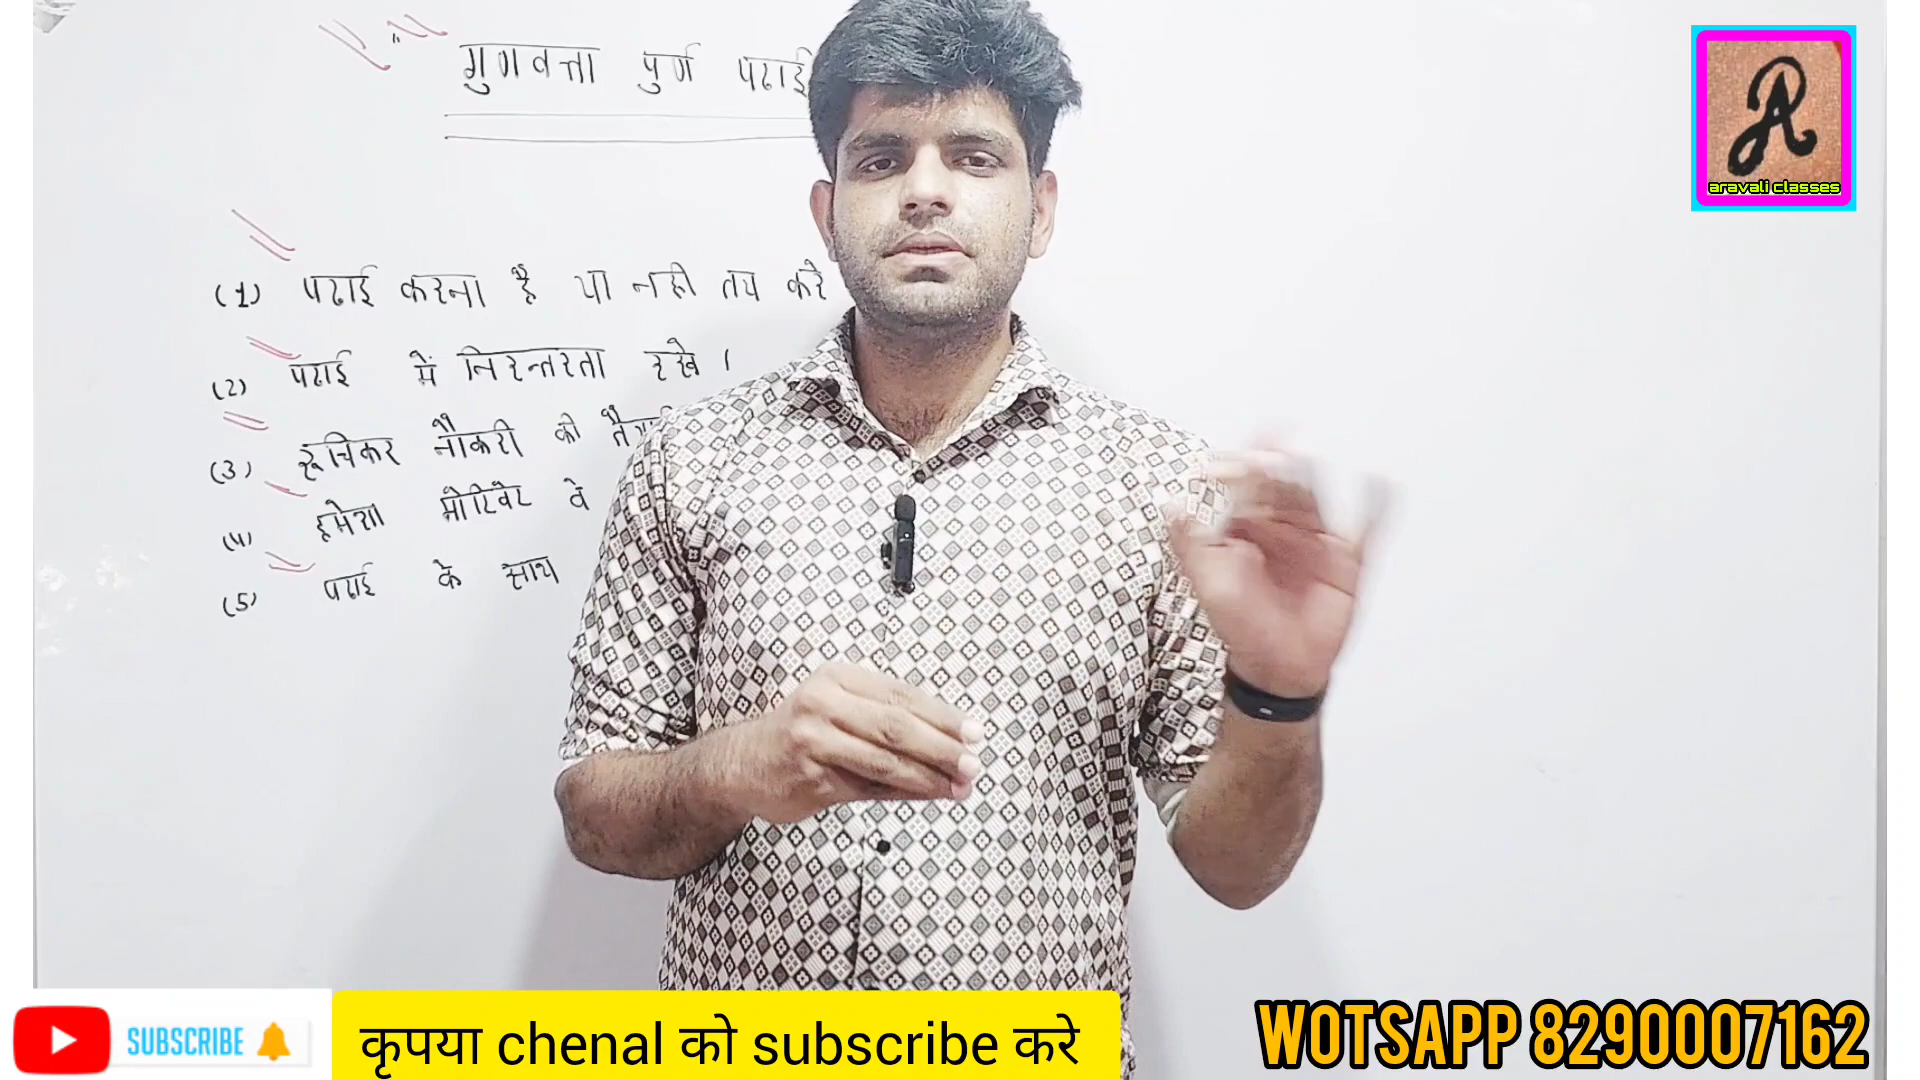 गुणवत्ता पुर्ण पढाई
(1) पढाई करना है या नही तय करे
(2) पढाई में निरन्तरता रखे ।
(3) रूचिकर नौकरी की
(4) हमेशा मोटिवेट वे
(5) पढाई के साथ
aravali classes
SUBSCRIBE
कृपया chenal को subscribe करे
WOTSAPP 8290007162